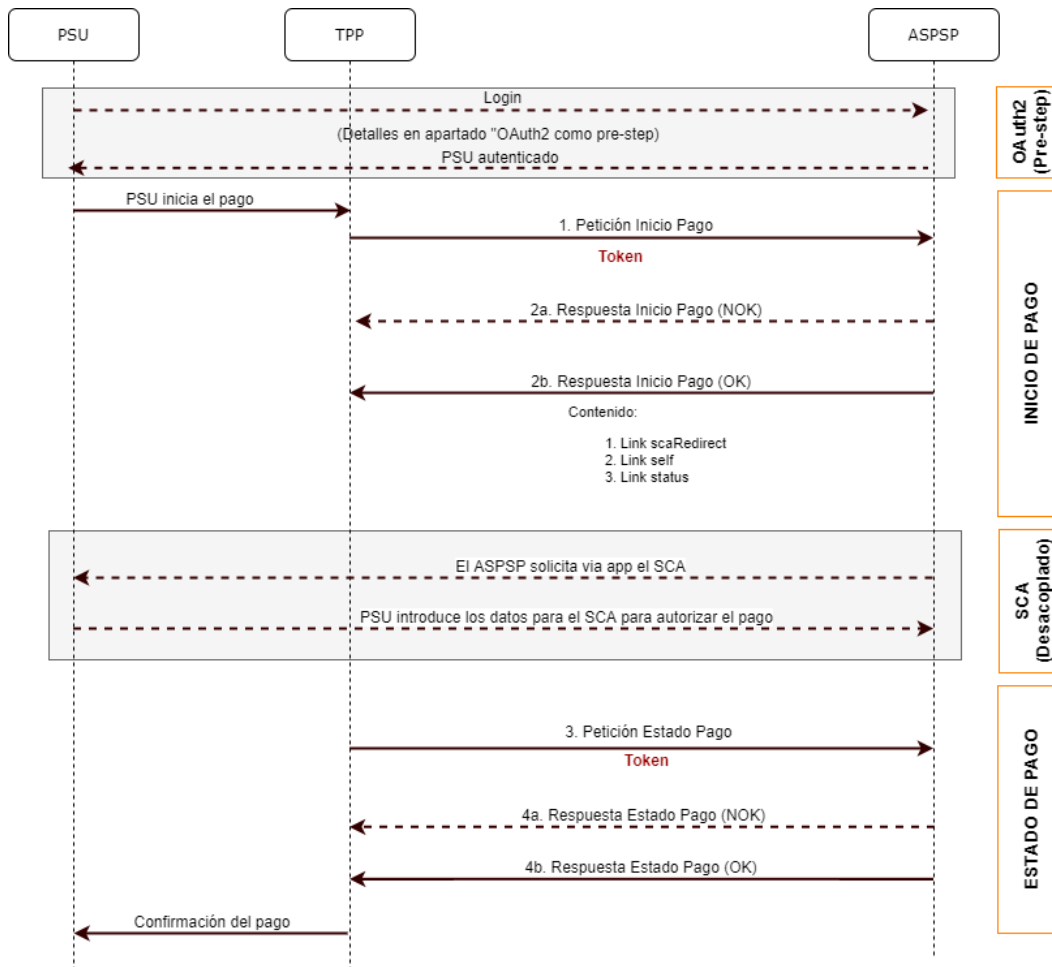 PSU
TPP
ASPSP
Login
(Detalles en apartado "OAuth2 como pre-step)
PSU autenticado
OAuth2
(Pre-step)
PSU inicia el pago
1. Petición Inicio Pago
Token
2a. Respuesta Inicio Pago (NOK)
2b. Respuesta Inicio Pago (OK)
Contenido:
1. Link scaRedirect
2. Link self
3. Link status
INICIO DE PAGO
El ASPSP solicita via app el SCA
PSU introduce los datos para el SCA para autorizar el pago
SCA
(Desacoplado)
3. Petición Estado Pago
Token
4a. Respuesta Estado Pago (NOK)
4b. Respuesta Estado Pago (OK)
Confirmación del pago
ESTADO DE PAGO